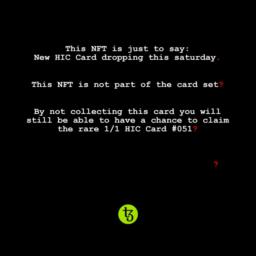 This NFT is just to say:
New HIC Card dropping this saturday.
This NFT is not part of the card set?
By not collecting this card you will
still be able to have a chance to claim
the rare 1/1 HIC Card #051?
?